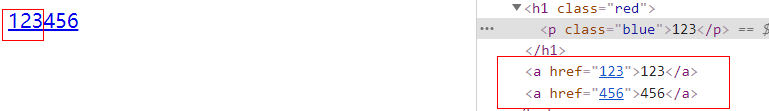 123456
▼<h1 class="red">
<p class="blue">123</p> == $
</h1>
<a href="123">123</a>
<a href="456">456</a>